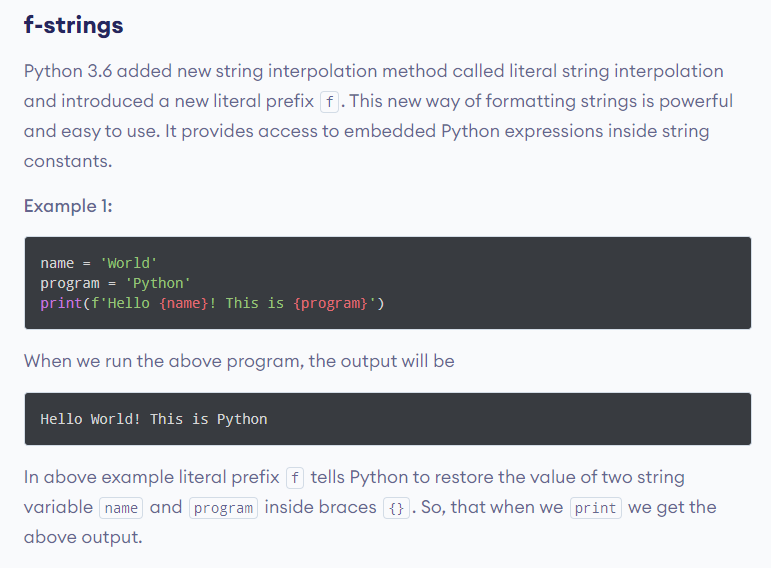 f-strings
Python 3.6 added new string interpolation method called literal string interpolation
and introduced a new literal prefix f. This new way of formatting strings is powerful
and easy to use. It provides access to embedded Python expressions inside string
constants.
Example 1:
name = 'World'
program = 'Python'
print(f'Hello {name}! This is {program}')
When we run the above program, the output will be
Hello World! This is Python
In above example literal prefix f tells Python to restore the value of two string
variable name and program inside braces {}. So, that when we print we get the
above output.